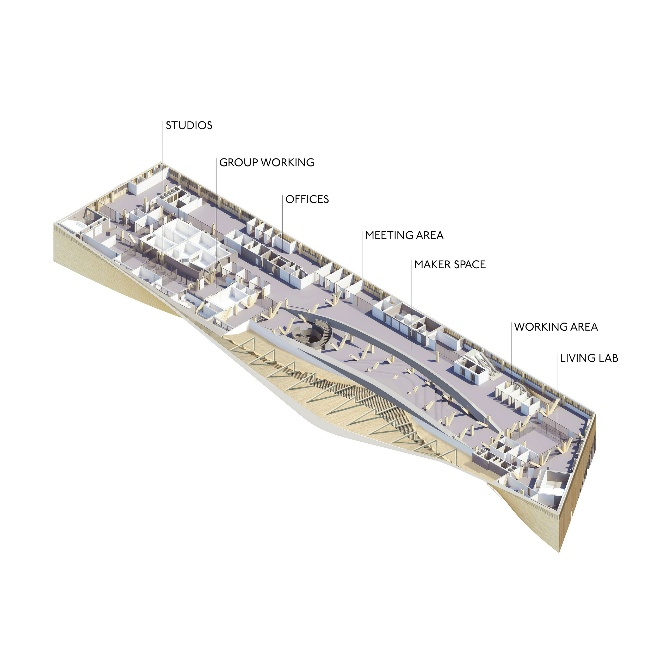 STUDIOS
GROUP WORKING
OFFICES
MEETING AREA
MAKER SPACE
WORKING AREA
LIVING LAB